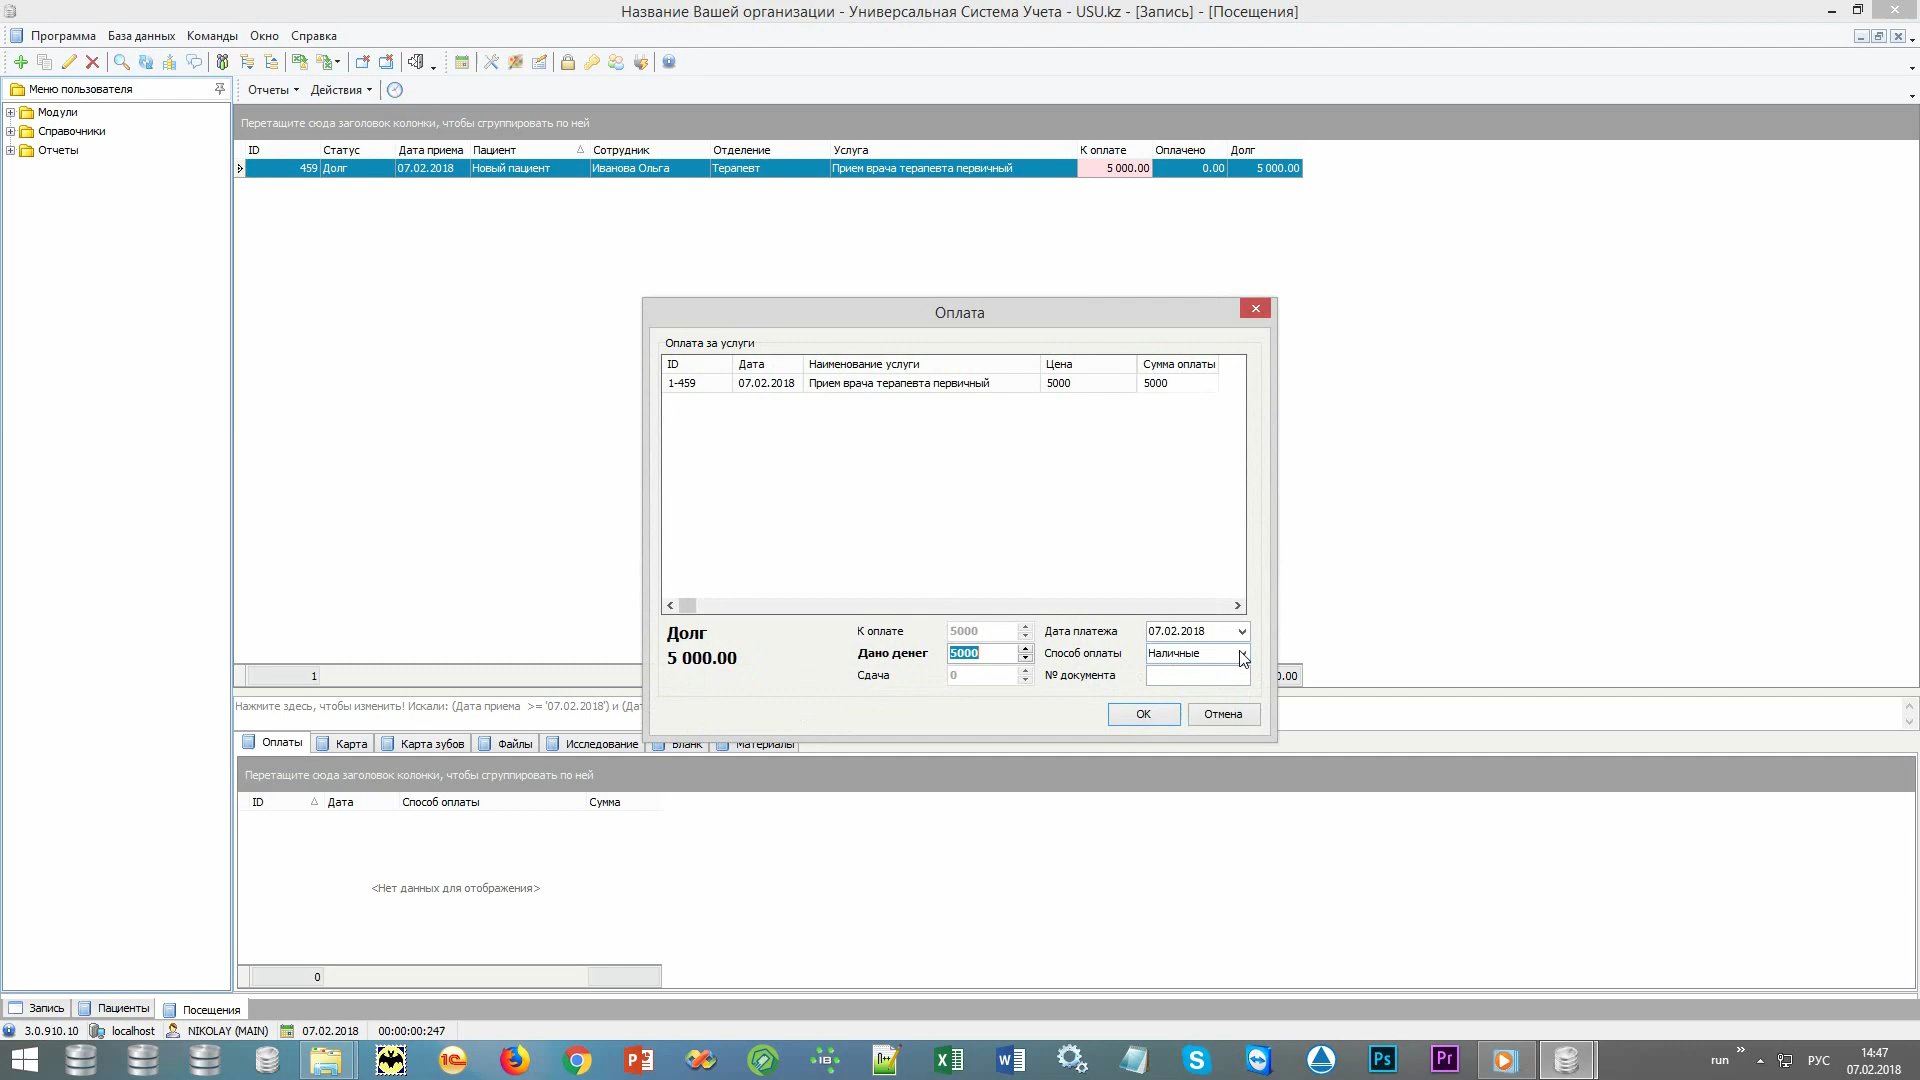 Название Вашей организации - Универсальная Система Учета - USU.kz - [Запись] - [Посещения]
Программа База данных Команды Окно Справка
Меню пользователя
Отчеты Действия
Модули
Справочники
Отчеты
Перетащите сюда заголовок колонки, чтобы сгруппировать по ней
ID Статус Дата приема Пациент Сотрудник Отделение Услуга К оплате Оплачено Долг
459 Долг 07.02.2018 Новый пациент Иванова Ольга Терапевт Прием врача терапевта первичный 5 000.00 0.00 5 000.00
Оплата
Оплата за услуги
ID Дата Наименование услуги Цена Сумма оплаты
1-459 07.02.2018 Прием врача терапевта первичный 5000 5000
Долг
5 000.00
К оплате 5000 Дата платежа 07.02.2018
Дано денег 5000 Способ оплаты Наличные
Сдача 0 № документа
OK Отмена
1
0.00
Нажмите здесь, чтобы изменить! Искали: (Дата приема >= '07.02.2018') и (Дат
Оплаты Карта Карта зубов Файлы Исследование Бланк Материалы
Перетащите сюда заголовок колонки, чтобы сгруппировать по ней
ID Дата Способ оплаты Сумма
<Нет данных для отображения>
0
Запись Пациенты Посещения
3.0.910.10 localhost NIKOLAY (MAIN) 07.02.2018 00:00:00:247
run РУС 14:47
07.02.2018